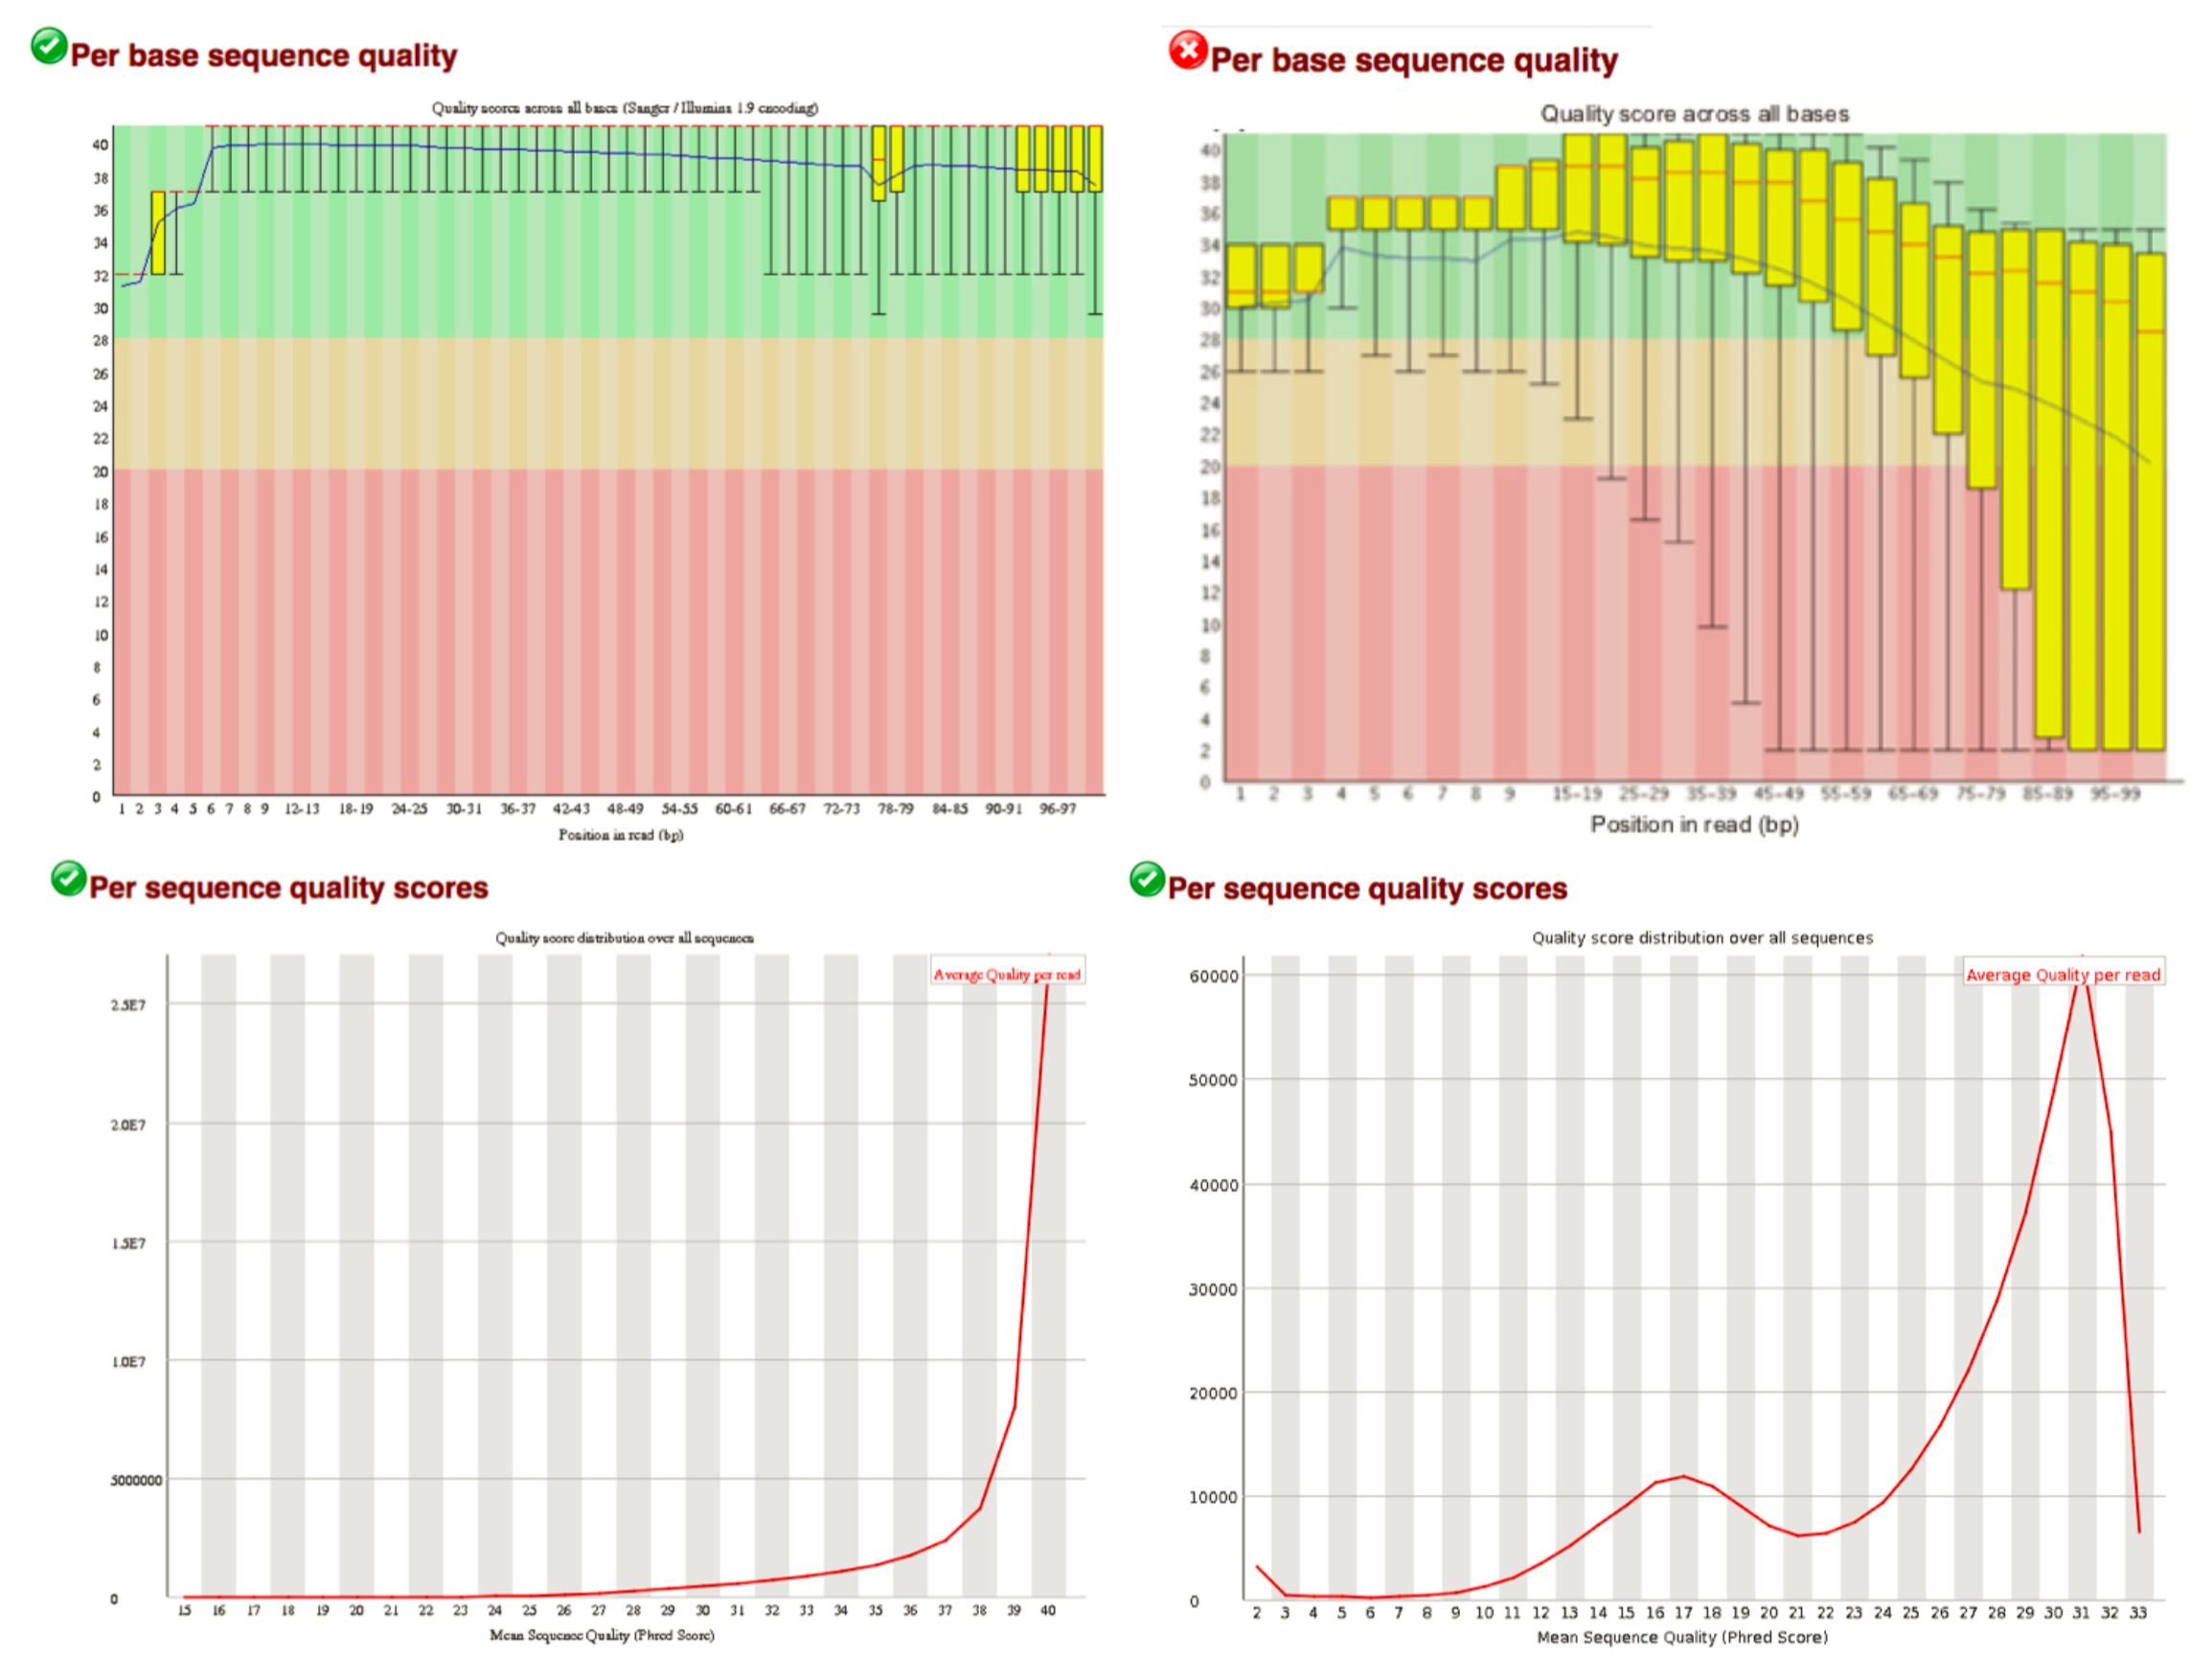 Per base sequence quality
Quality scores across all bases (Sanger / Illumina 1.9 encoding)
40
38
36
34
32
30
28
26
24
22
20
18
16
14
12
10
8
6
4
2
0
1 2 3 4 5 6 7 8 9 12-13 18-19 24-25 30-31 36-37 42-43 48-49 54-55 60-61 66-67 72-73 78-79 84-85 90-91 96-97
Position in read (bp)
Per base sequence quality
Quality score across all bases
40
38
36
34
32
30
28
26
24
22
20
18
16
14
12
10
8
6
4
2
0
1 2 3 4 5 6 7 8 9 15-19 25-29 35-39 45-49 55-59 65-69 75-79 85-89 95-99
Position in read (bp)
Per sequence quality scores
Quality score distribution over all sequences
Average Quality per read
2.5E7
2.0E7
1.5E7
1.0E7
5000000
0
15 16 17 18 19 20 21 22 23 24 25 26 27 28 29 30 31 32 33 34 35 36 37 38 39 40
Mean Sequence Quality (Phred Score)
Per sequence quality scores
Quality score distribution over all sequences
Average Quality per read
60000
50000
40000
30000
20000
10000
0
2 3 4 5 6 7 8 9 10 11 12 13 14 15 16 17 18 19 20 21 22 23 24 25 26 27 28 29 30 31 32 33
Mean Sequence Quality (Phred Score)